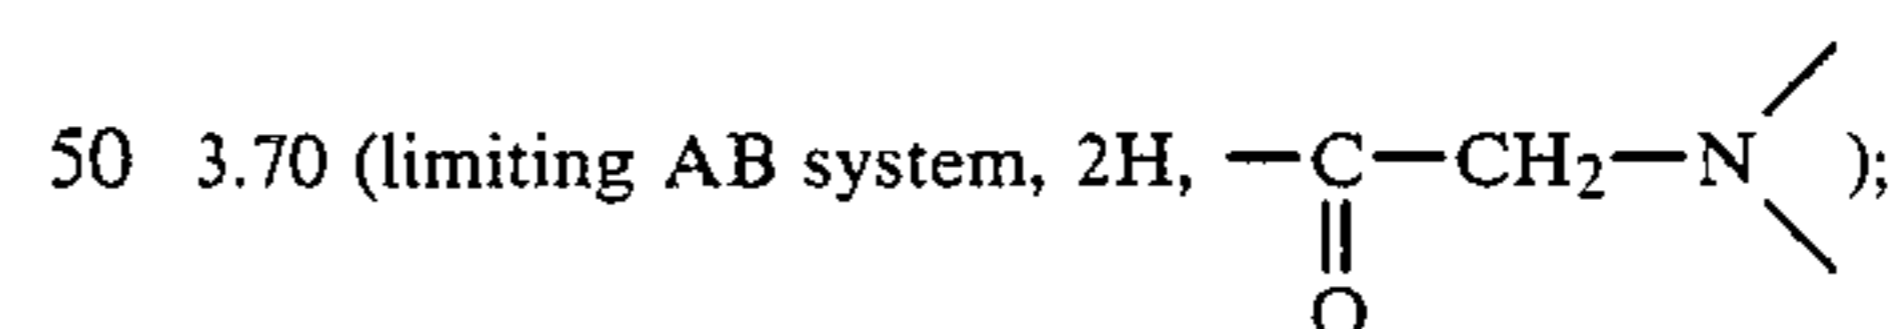 50 3.70 (limiting AB system, 2H, —C—CH₂—N );
O